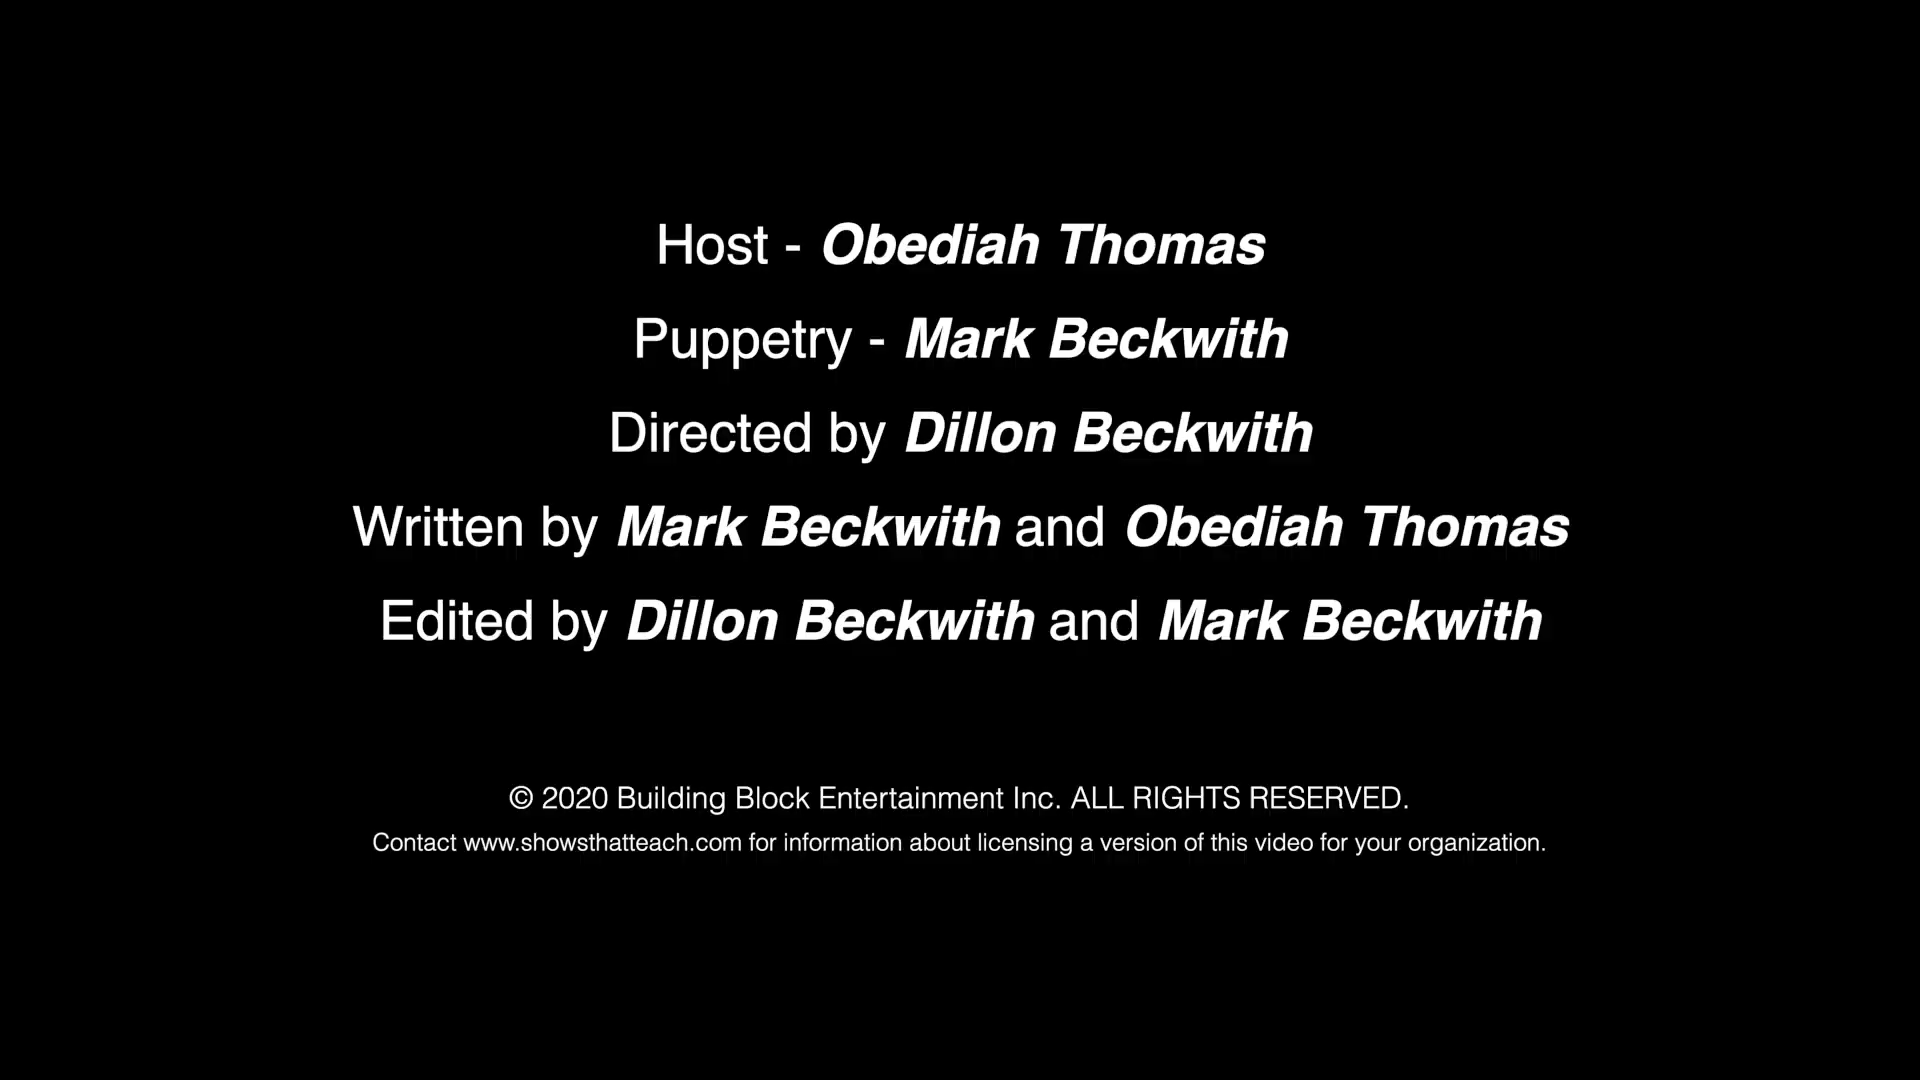 Host - Obediah Thomas
Puppetry - Mark Beckwith
Directed by Dillon Beckwith
Written by Mark Beckwith and Obediah Thomas
Edited by Dillon Beckwith and Mark Beckwith
© 2020 Building Block Entertainment Inc. ALL RIGHTS RESERVED.
Contact www.showsthatteach.com for information about licensing a version of this video for your organization.